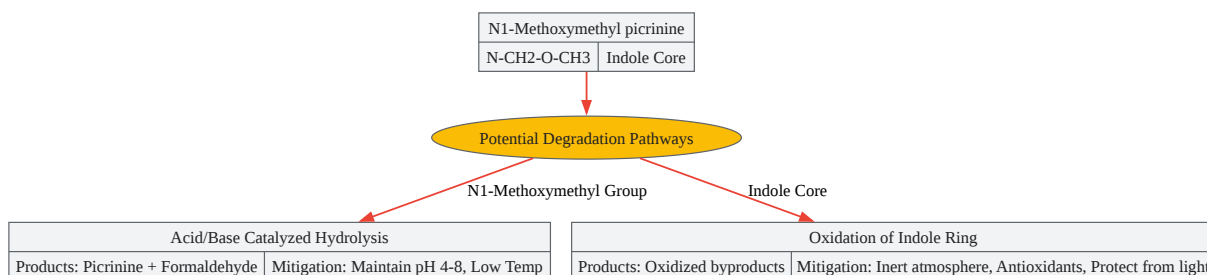 N1-Methoxymethyl picrinine
N-CH2-O-CH3 Indole Core
Potential Degradation Pathways
N1-Methoxymethyl Group Indole Core
Acid/Base Catalyzed Hydrolysis
Products: Picrinine + Formaldehyde Mitigation: Maintain pH 4-8, Low Temp
Oxidation of Indole Ring
Products: Oxidized byproducts Mitigation: Inert atmosphere, Antioxidants, Protect from light